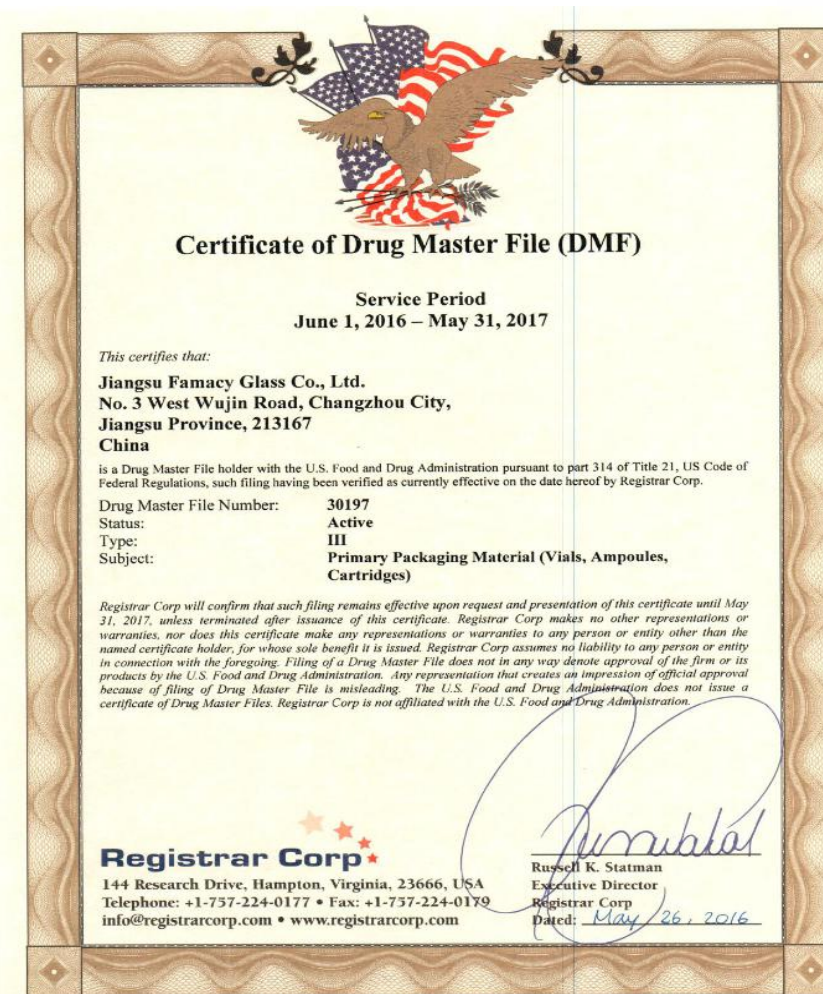 Certificate of Drug Master File (DMF)
Service Period
June 1, 2016 – May 31, 2017
This certifies that:
Jiangsu Famacy Glass Co., Ltd.
No. 3 West Wujin Road, Changzhou City,
Jiangsu Province, 213167
China
is a Drug Master File holder with the U.S. Food and Drug Administration pursuant to part 314 of Title 21, US Code of
Federal Regulations, such filing having been verified as currently effective on the date hereof by Registrar Corp.
Drug Master File Number: 30197
Status: Active
Type: III
Subject: Primary Packaging Material (Vials, Ampoules,
Cartridges)
Registrar Corp will confirm that such filing remains effective upon request and presentation of this certificate until May
31, 2017, unless terminated after issuance of this certificate. Registrar Corp makes no other representations or
warranties, nor does this certificate make any representations or warranties to any person or entity other than the
named certificate holder, for whose sole benefit it is issued. Registrar Corp assumes no liability to any person or entity
in connection with the foregoing. Filing of a Drug Master File does not in any way denote approval of the firm or its
products by the U.S. Food and Drug Administration. Any representation that creates an impression of official approval
because of filing of Drug Master File is misleading. The U.S. Food and Drug Administration does not issue a
certificate of Drug Master Files. Registrar Corp is not affiliated with the U.S. Food and Drug Administration.
Registrar Corp
144 Research Drive, Hampton, Virginia, 23666, USA
Telephone: +1-757-224-0177 • Fax: +1-757-224-0179
info@registrarcorp.com • www.registrarcorp.com
Russell K. Statman
Executive Director
Registrar Corp
Dated: May 26, 2016